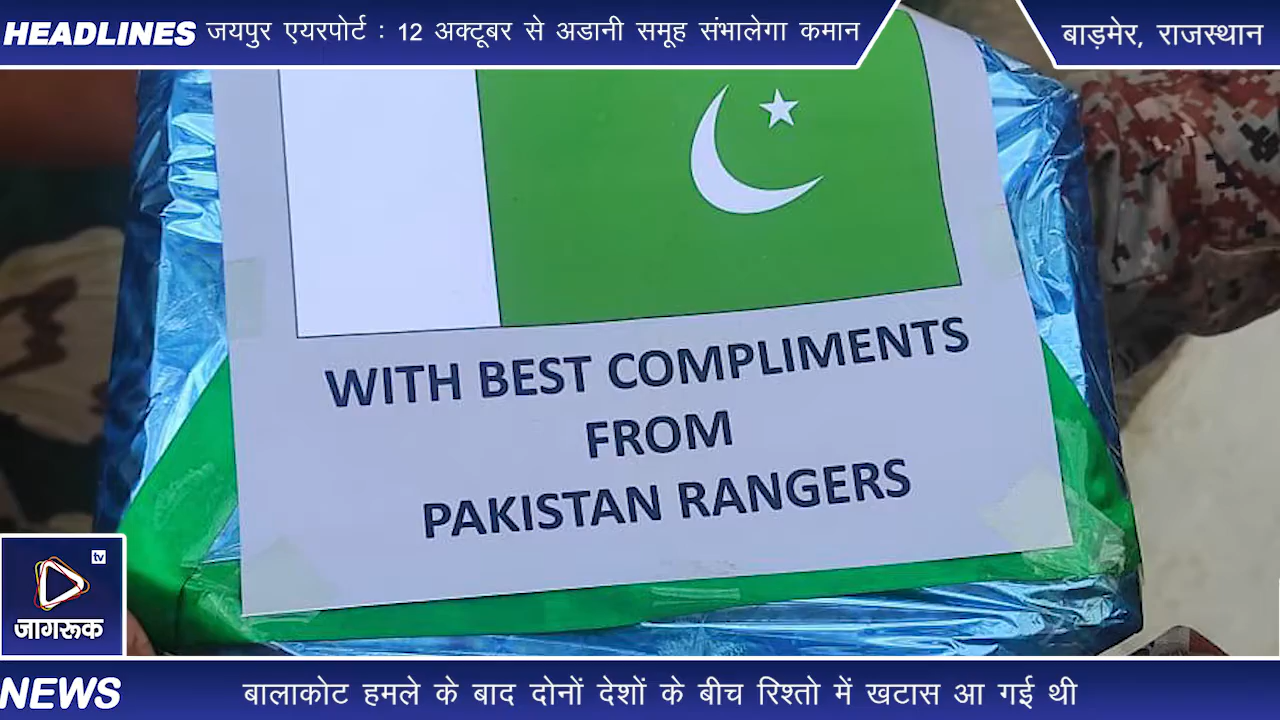 HEADLINES जयपुर एयरपोर्ट : 12 अक्टूबर से अडानी समूह संभालेगा कमान
बाड़मेर, राजस्थान
WITH BEST COMPLIMENTS
FROM
PAKISTAN RANGERS
tv
जागरूक
NEWS बालाकोट हमले के बाद दोनों देशों के बीच रिश्तो में खटास आ गई थी